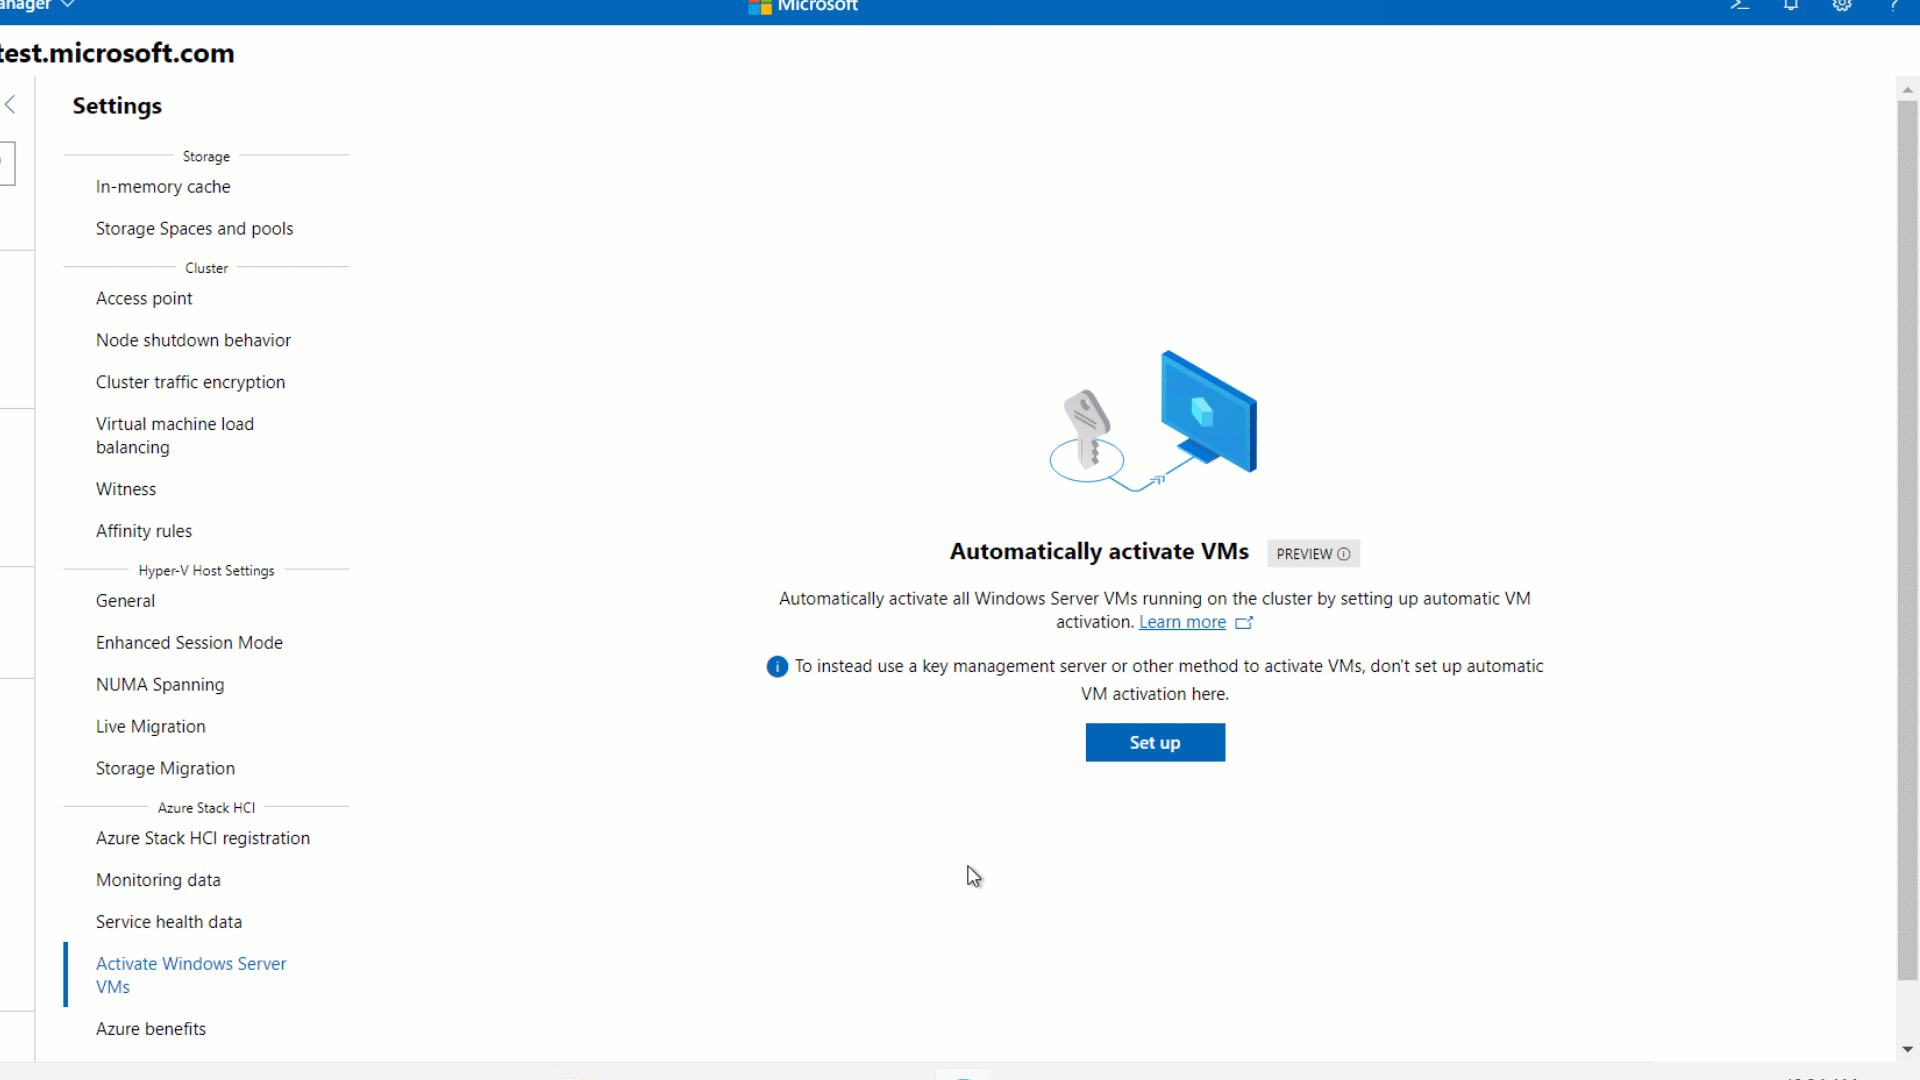 Microsoft
test.microsoft.com
Settings
Storage
In-memory cache
Storage Spaces and pools
Cluster
Access point
Node shutdown behavior
Cluster traffic encryption
Virtual machine load
balancing
Witness
Affinity rules
Hyper-V Host Settings
General
Enhanced Session Mode
NUMA Spanning
Live Migration
Storage Migration
Azure Stack HCI
Azure Stack HCI registration
Monitoring data
Service health data
Activate Windows Server
VMs
Azure benefits
Automatically activate VMs PREVIEW
Automatically activate all Windows Server VMs running on the cluster by setting up automatic VM
activation. Learn more
To instead use a key management server or other method to activate VMs, don't set up automatic
VM activation here.
Set up